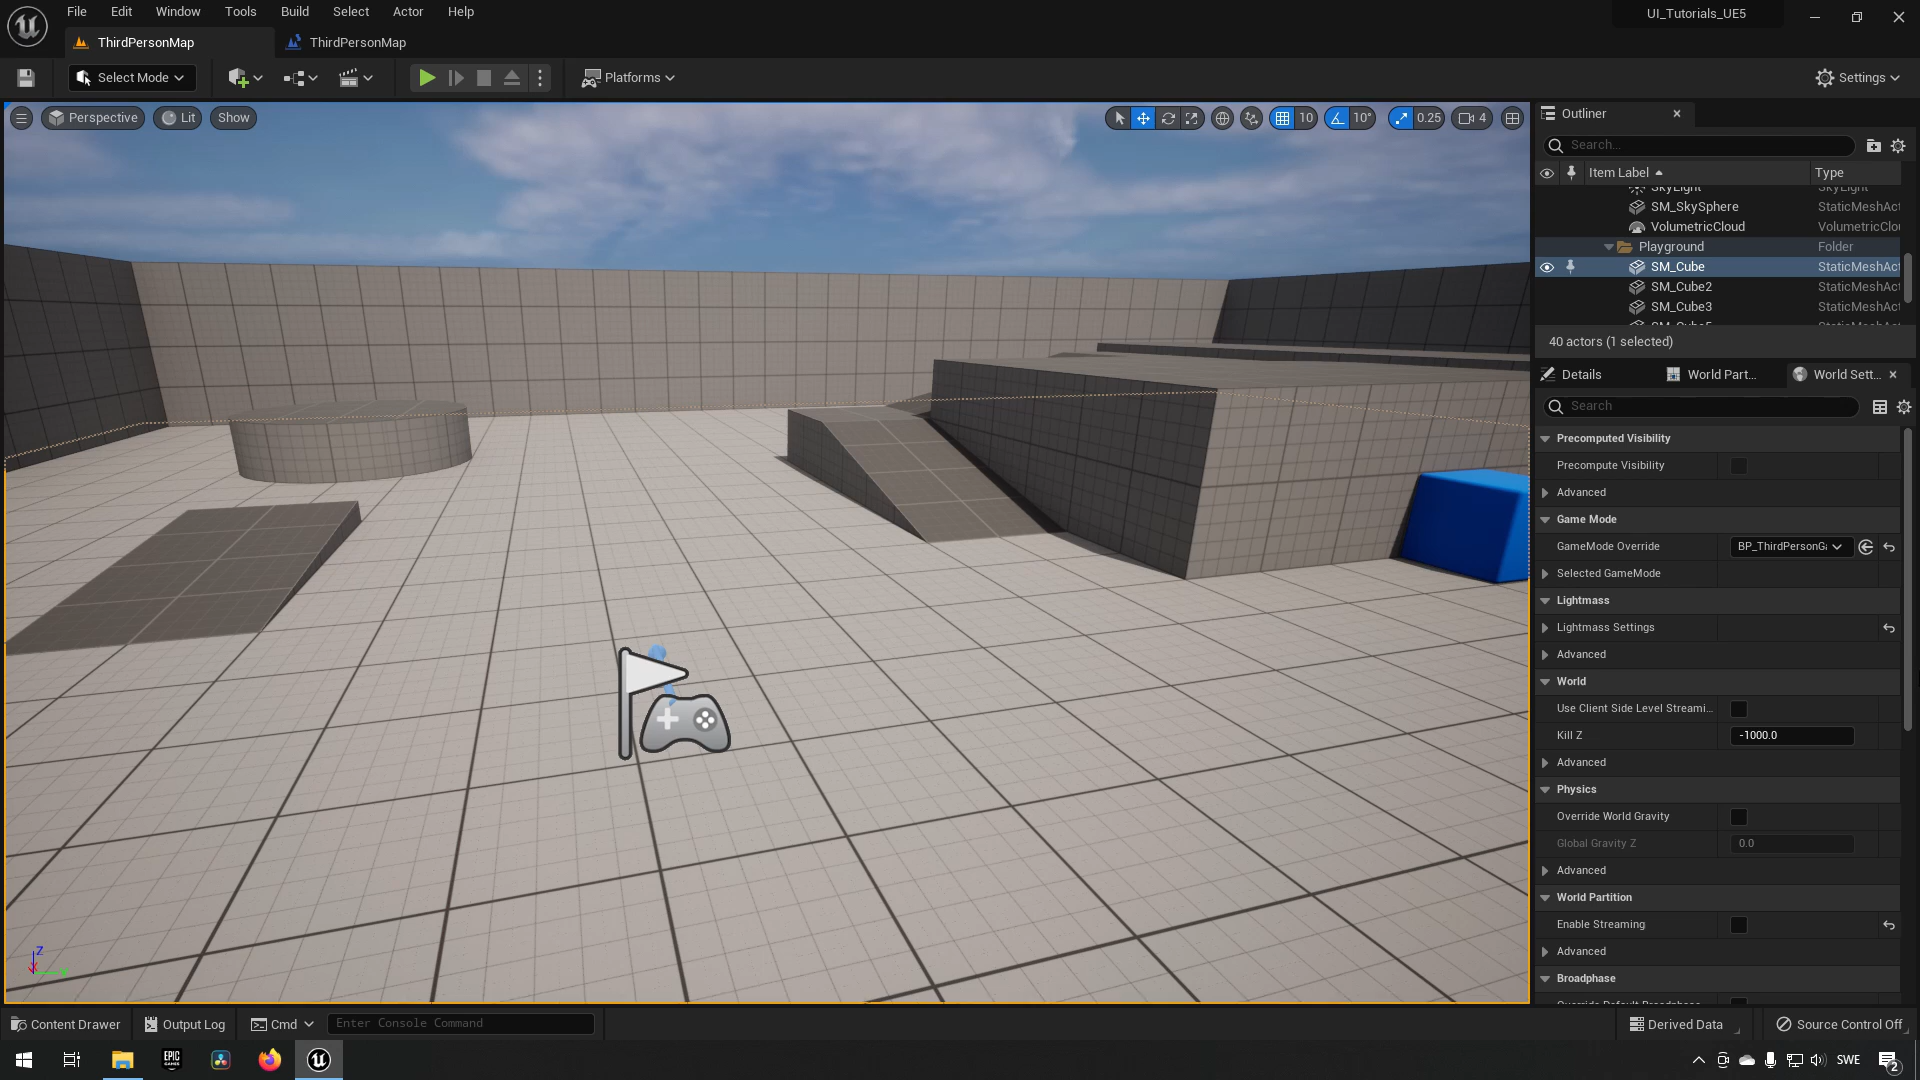 File Edit Window Tools Build Select Actor Help
UI_Tutorials_UE5
ThirdPersonMap
ThirdPersonMap
Select Mode
Platforms
Settings
Perspective Lit Show
10 10° 0.25 4
Outliner
Search...
Item Label Type
SkyLight SkyLight
SM_SkySphere StaticMeshAct
VolumetricCloud VolumetricClou
Playground Folder
SM_Cube StaticMeshAct
SM_Cube2 StaticMeshAct
SM_Cube3 StaticMeshAct
SM_Cube5 StaticMeshAct
40 actors (1 selected)
Details World Part... World Sett...
Search
Precomputed Visibility
Precompute Visibility
Advanced
Game Mode
GameMode Override BP_ThirdPersonGa
Selected GameMode
Lightmass
Lightmass Settings
Advanced
World
Use Client Side Level Streami...
Kill Z -1000.0
Advanced
Physics
Override World Gravity
Global Gravity Z 0.0
Advanced
World Partition
Enable Streaming
Advanced
Broadphase
Override Default Broadphase
Z
X
Content Drawer Output Log Cmd Enter Console Command
Derived Data Source Control Off
EPIC GAMES
SWE
2